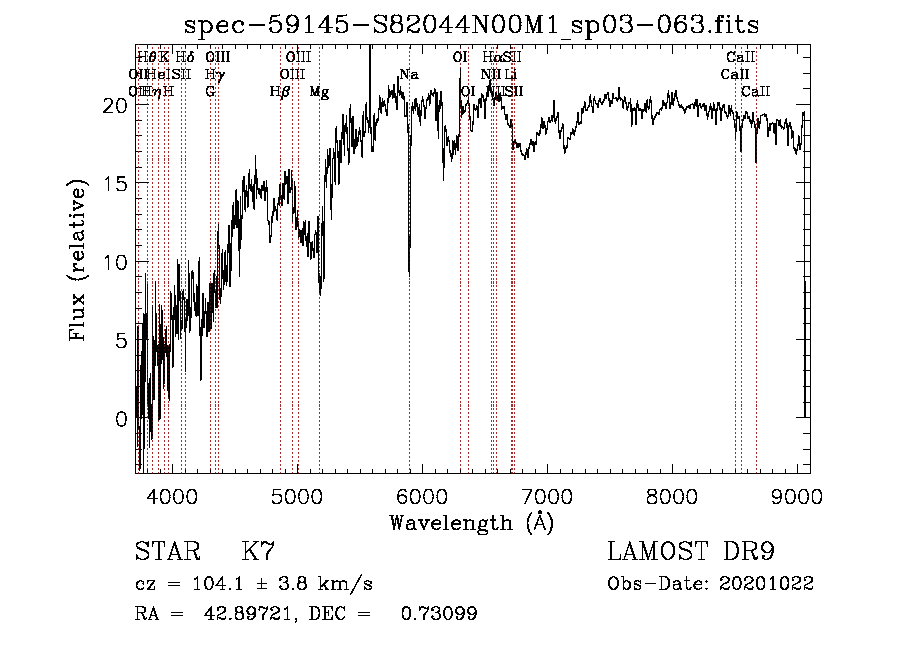 spec-59145-S82044N00M1_sp03-063.fits
Hθ K Hδ OIII OIII OI Hα SII CaII
OII HeI SII Hγ OIII Na NII Li CaII
OII Hη H G Hβ Mg OI NII SII CaII
Flux (relative)
20
15
10
5
0
4000 5000 6000 7000 8000 9000
Wavelength (Å)
STAR K7 LAMOST DR9
cz = 104.1 ± 3.8 km/s Obs-Date: 20201022
RA = 42.89721, DEC = 0.73099